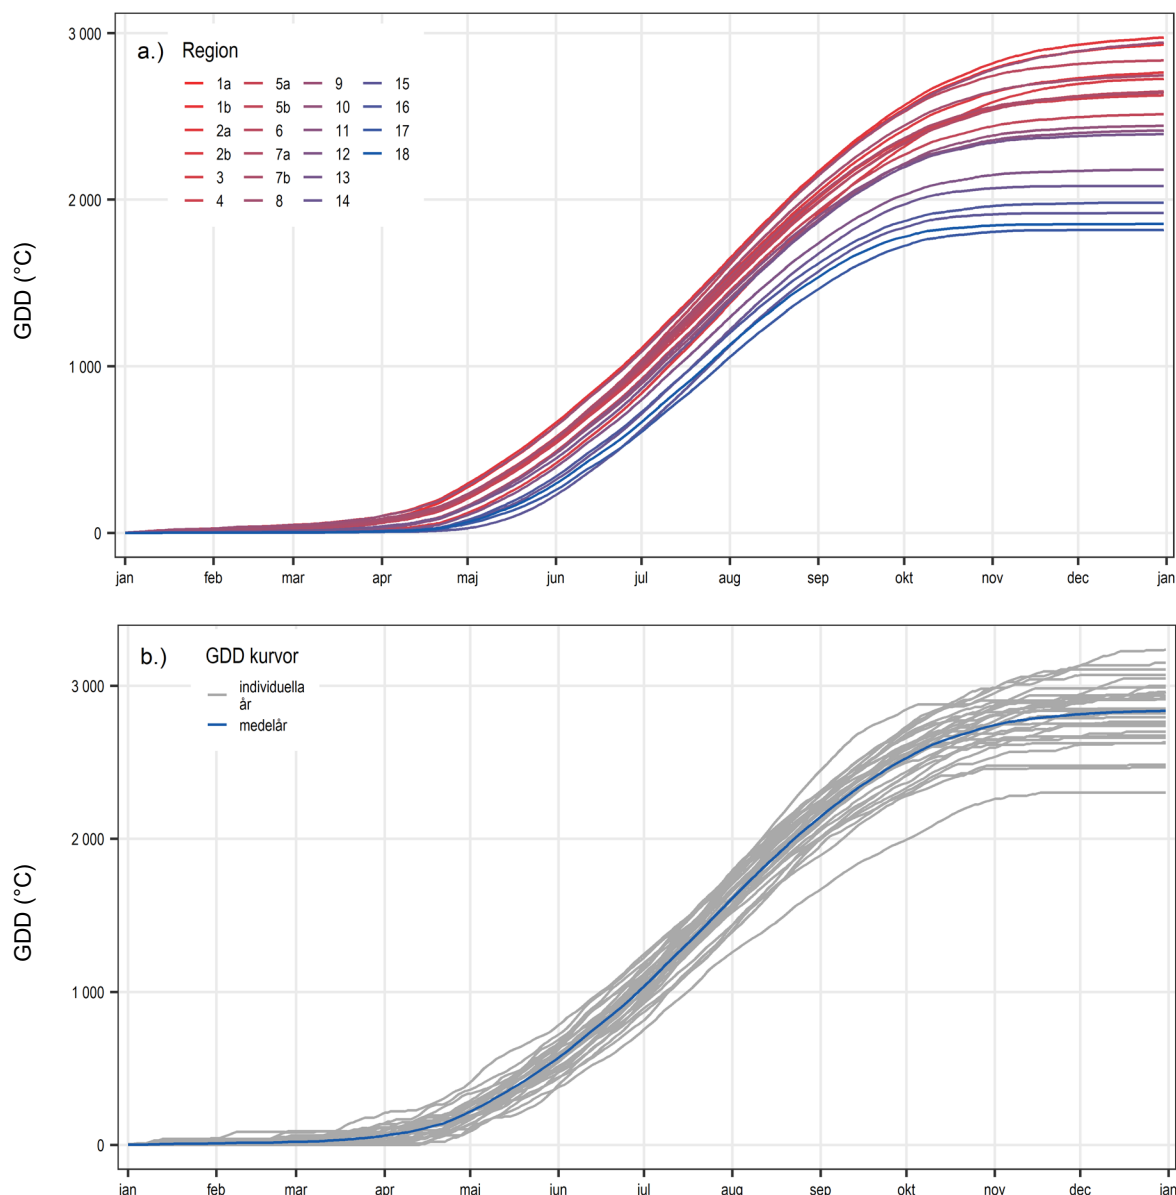 a.) Region
1a 5a 9 15
1b 5b 10 16
2a 6 11 17
2b 7a 12 18
3 7b 13
4 8 14
GDD (°C)
3 000
2 000
1 000
0
jan feb mar apr maj jun jul aug sep okt nov dec jan
b.) GDD kurvor
individuella
år
medelår
GDD (°C)
3 000
2 000
1 000
0
jan feb mar apr maj jun jul aug sep okt nov dec jan